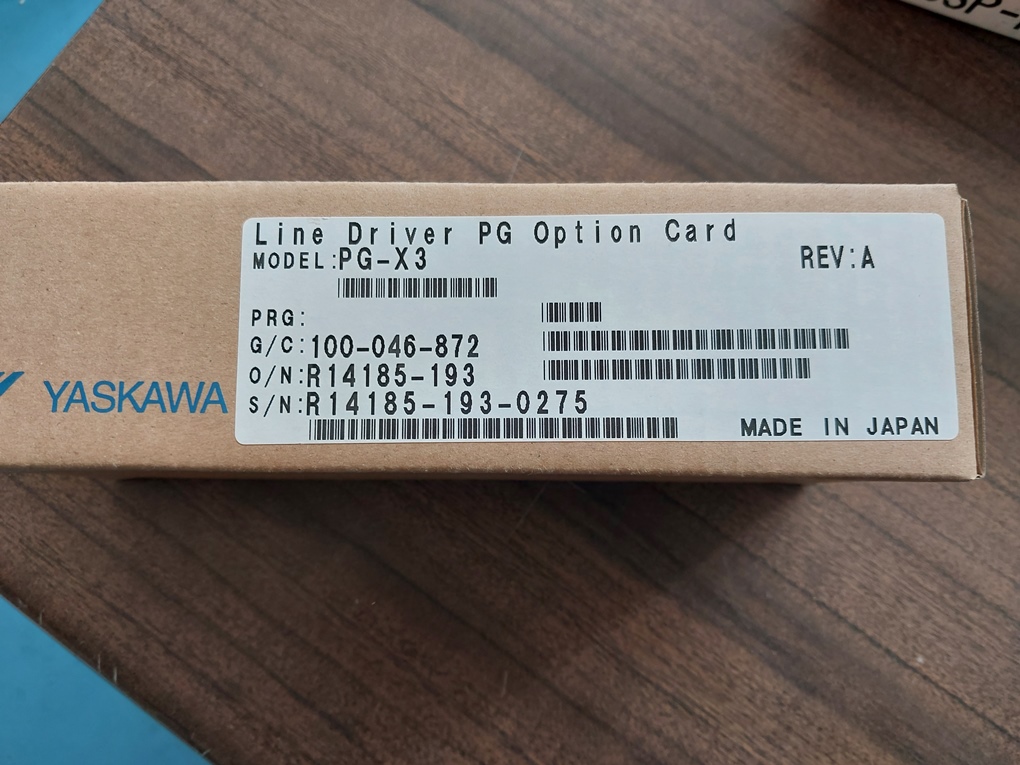 Line Driver PG Option Card
MODEL:PG-X3
REV:A
PRG:
G/C:100-046-872
O/N:R14185-193
S/N:R14185-193-0275
MADE IN JAPAN
YASKAWA